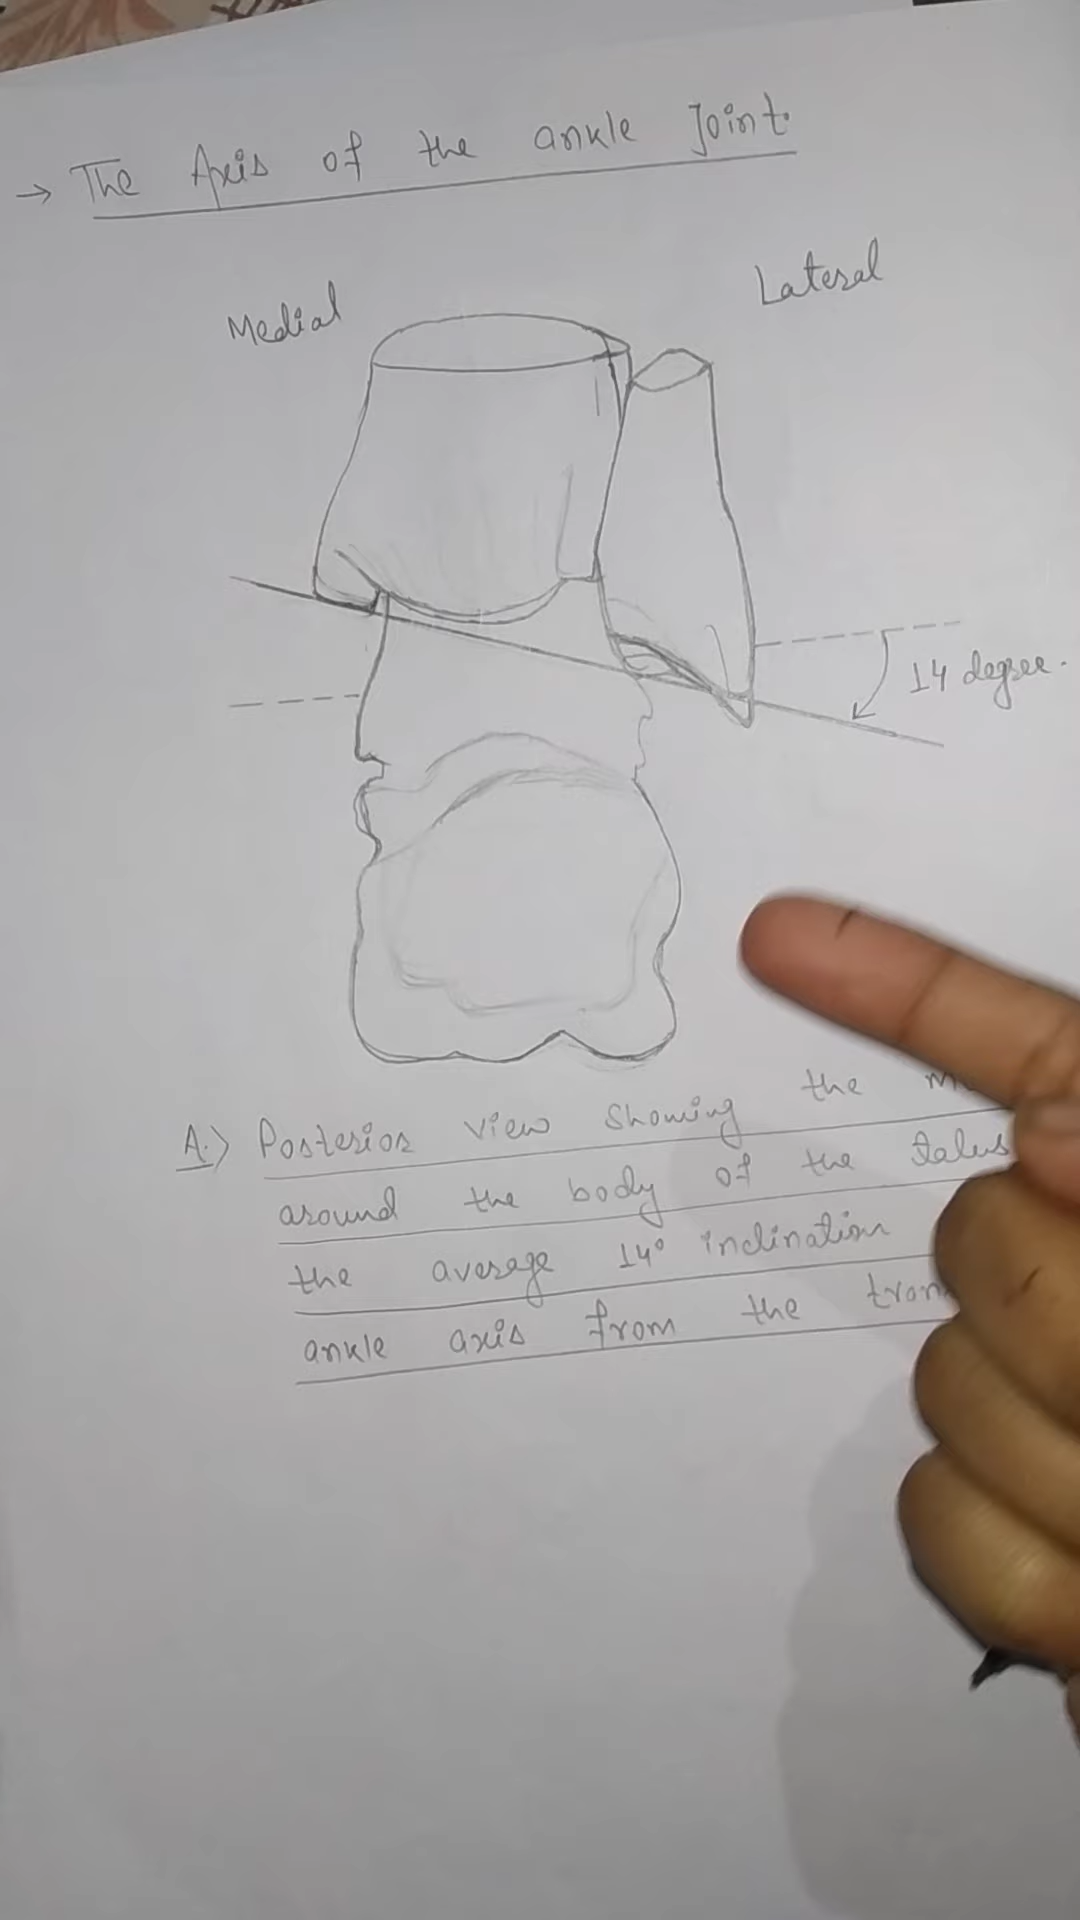 → The Axis of the ankle Joint.
Medial
Lateral
14 degree.
A.) Posterior view showing the
around the body of the talus
the average 14° inclination
ankle axis from the